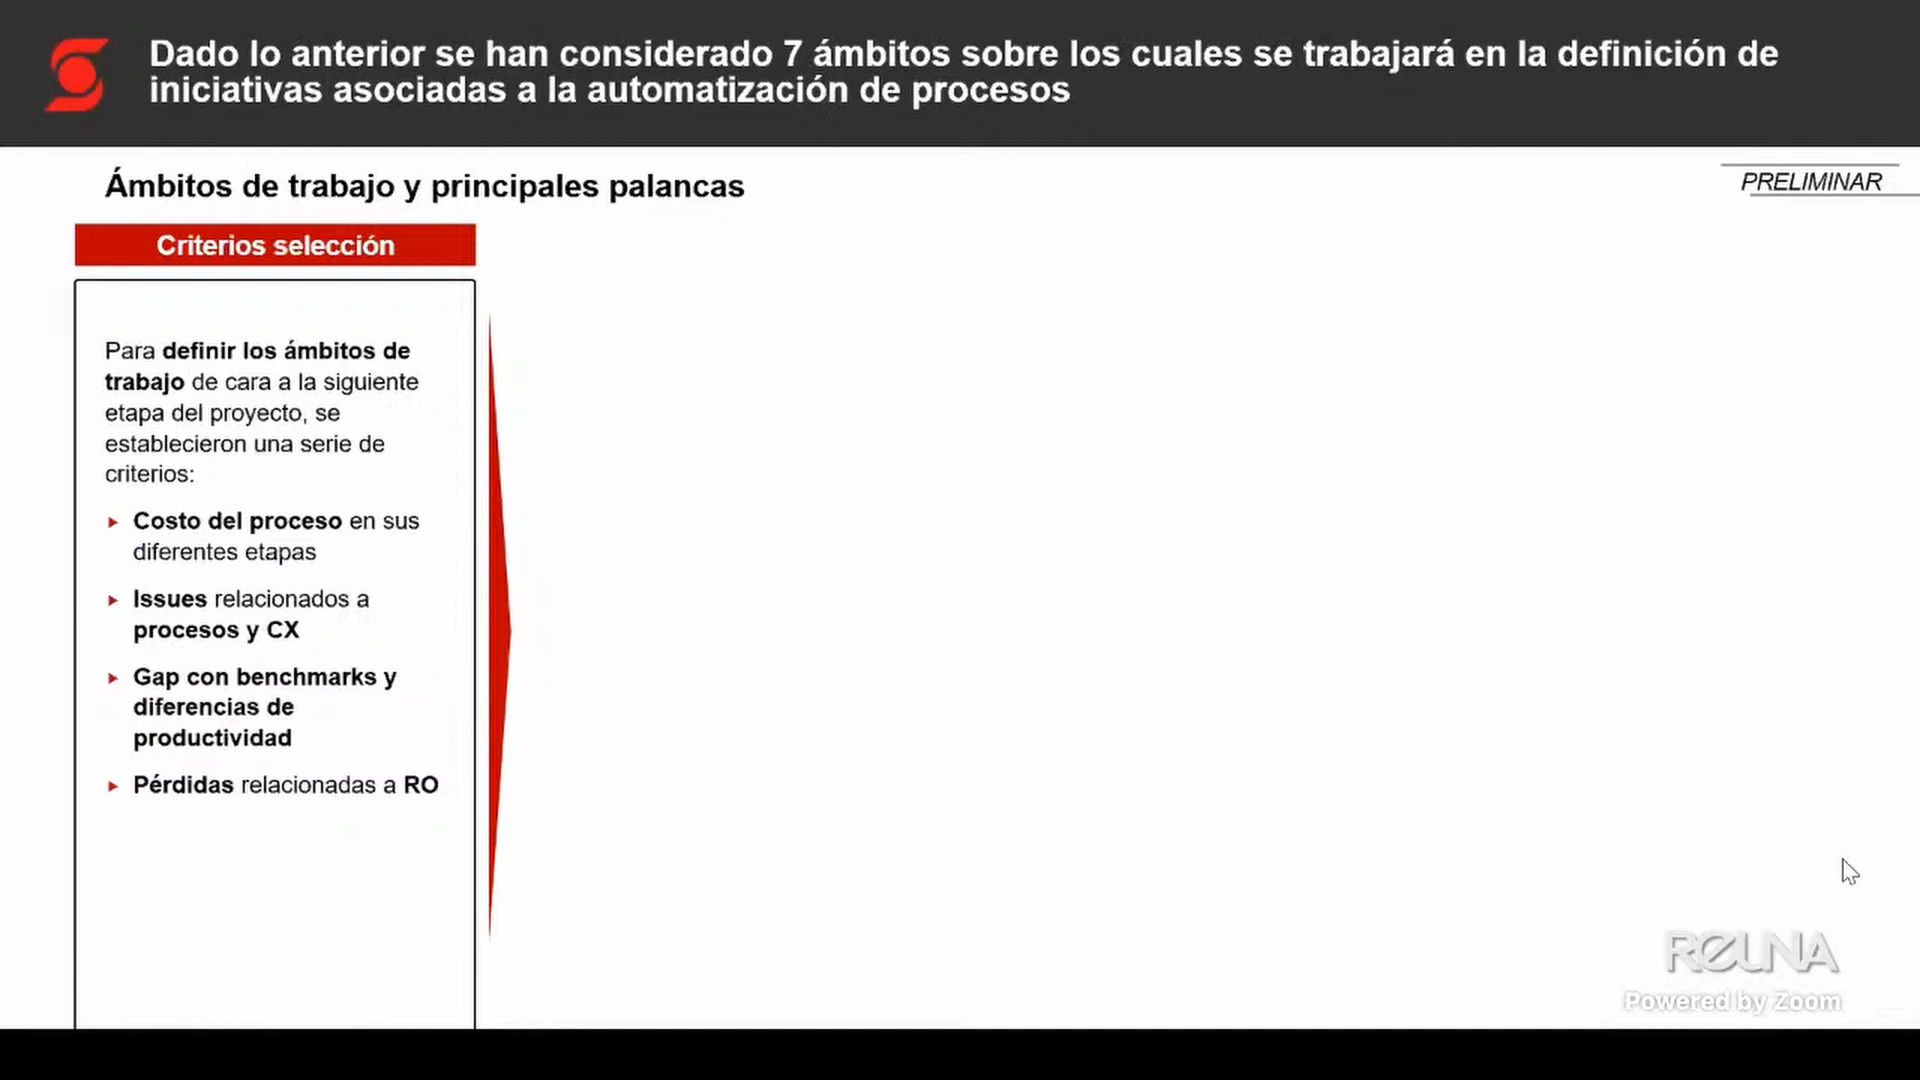 Dado lo anterior se han considerado 7 ámbitos sobre los cuales se trabajará en la definición de
iniciativas asociadas a la automatización de procesos
Ámbitos de trabajo y principales palancas
PRELIMINAR
Criterios selección
Para definir los ámbitos de
trabajo de cara a la siguiente
etapa del proyecto, se
establecieron una serie de
criterios:
Costo del proceso en sus
diferentes etapas
Issues relacionados a
procesos y CX
Gap con benchmarks y
diferencias de
productividad
Pérdidas relacionadas a RO
REUNA
Powered by Zoom